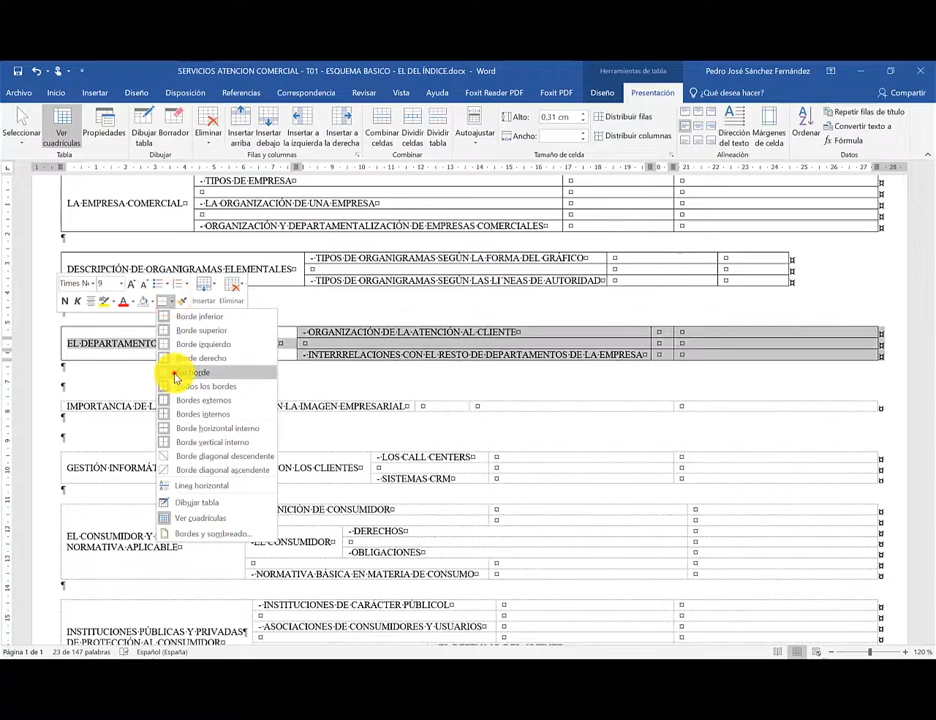 SERVICIOS ATENCION COMERCIAL - T01 - ESQUEMA BASICO - EL DEL ÍNDICE.docx - Word
Herramientas de tabla
Pedro José Sánchez Fernández
Archivo Inicio Insertar Diseño Disposición Referencias Correspondencia Revisar Vista Ayuda Foxit Reader PDF Foxit PDF Diseño Presentación ¿Qué desea hacer? Compartir
Seleccionar
Ver cuadrículas
Propiedades
Dibujar tabla
Borrador
Eliminar
Insertar arriba
Insertar debajo
Insertar a la izquierda
Insertar a la derecha
Combinar celdas
Dividir celdas
Dividir tabla
Autoajustar
Alto: 0,31 cm
Ancho:
Distribuir filas
Distribuir columnas
Dirección del texto
Márgenes de celda
Ordenar
Repetir filas de título
Convertir texto a
Fórmula
Tabla Dibujar Filas y columnas Combinar Tamaño de celda Alineación Datos
- TIPOS DE EMPRESA
LA EMPRESA COMERCIAL
- LA ORGANIZACIÓN DE UNA EMPRESA
- ORGANIZACIÓN Y DEPARTAMENTALIZACIÓN DE EMPRESAS COMERCIALES
- TIPOS DE ORGANIGRAMAS SEGÚN LA FORMA DEL GRÁFICO
DESCRIPCIÓN DE ORGANIGRAMAS ELEMENTALES
- TIPOS DE ORGANIGRAMAS SEGÚN LAS LÍNEAS DE AUTORIDAD
Times N 9
N K
Insertar Eliminar
Borde inferior
Borde superior
Borde izquierdo
Borde derecho
borde
Todos los bordes
Bordes externos
Bordes internos
Borde horizontal interno
Borde vertical interno
Borde diagonal descendente
Borde diagonal ascendente
Línea horizontal
Dibujar tabla
Ver cuadrículas
Bordes y sombreado...
- ORGANIZACIÓN DE LA ATENCIÓN AL CLIENTE
EL DEPARTAMENTO
- INTERRRELACIONES CON EL RESTO DE DEPARTAMENTOS DE LA EMPRESA
IMPORTANCIA DE N LA IMAGEN EMPRESARIAL
- LOS CALL CENTERS
GESTIÓN INFORMÁT ON LOS CLIENTES
- SISTEMAS CRM
NICIÓN DE CONSUMIDOR
- DERECHOS
EL CONSUMIDOR Y
NORMATIVA APLICABLE
-EL CONSUMIDOR
-OBLIGACIONES
- NORMATIVA BÁSICA EN MATERIA DE CONSUMO
- INSTITUCIONES DE CARÁCTER PÚBLICOL
- ASOCIACIONES DE CONSUMIDORES Y USUARIOS
INSTITUCIONES PÚBLICAS Y PRIVADAS
DE PROTECCIÓN AL CONSUMIDOR
Página 1 de 1 23 de 147 palabras Español (España) 120 %